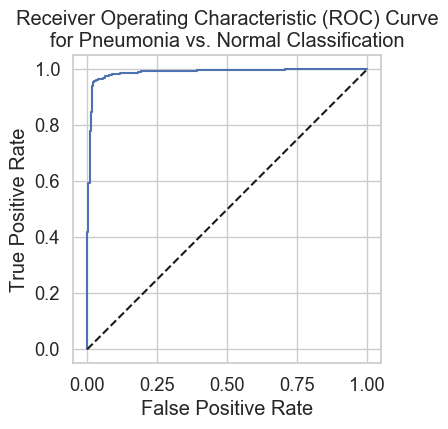 Receiver Operating Characteristic (ROC) Curve
for Pneumonia vs. Normal Classification
1.0
0.8
0.6
0.4
0.2
0.0
True Positive Rate
0.00 0.25 0.50 0.75 1.00
False Positive Rate